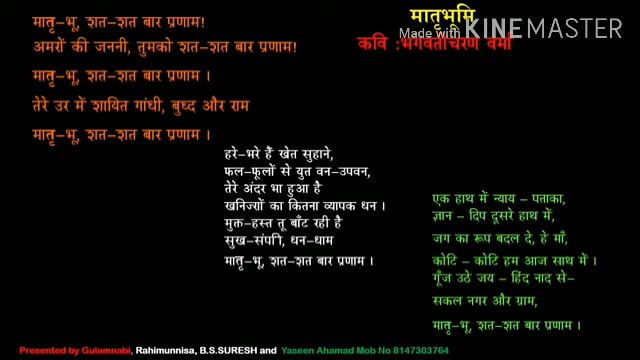 मातृभूमि
Made with KINEMASTER
कवि :भगवतीचरण वर्मा
मातृ-भू, शत-शत बार प्रणाम!
अमरों की जननी, तुमको शत-शत बार प्रणाम!
मातृ-भू, शत-शत बार प्रणाम ।
तेरे उर में शायित गांधी, बुध्द और राम
मातृ-भू, शत-शत बार प्रणाम ।
हरे-भरे हैं खेत सुहाने,
फल-फूलों से युत वन-उपवन,
तेरे अंदर भा हुआ है
खनिज़ों का कितना व्यापक धन ।
मुक्त-हस्त तू बाँट रही है
सुख-संपत्ती, धन-धाम
मातृ-भू, शत-शत बार प्रणाम ।
एक हाथ में न्याय - पताका,
ज्ञान - दिप दूसरे हाथ में,
जग का रूप बदल दे, हे माँ,
कोटि - कोटि हम आज साथ में ।
गूँज उठे जय - हिंद नाद से-
सकल नगर और ग्राम,
मातृ-भू, शत-शत बार प्रणाम ।
Presented by Gulamnabi, Rahimunnisa, B.S.SURESH and Yaseen Ahamad Mob No 8147303764